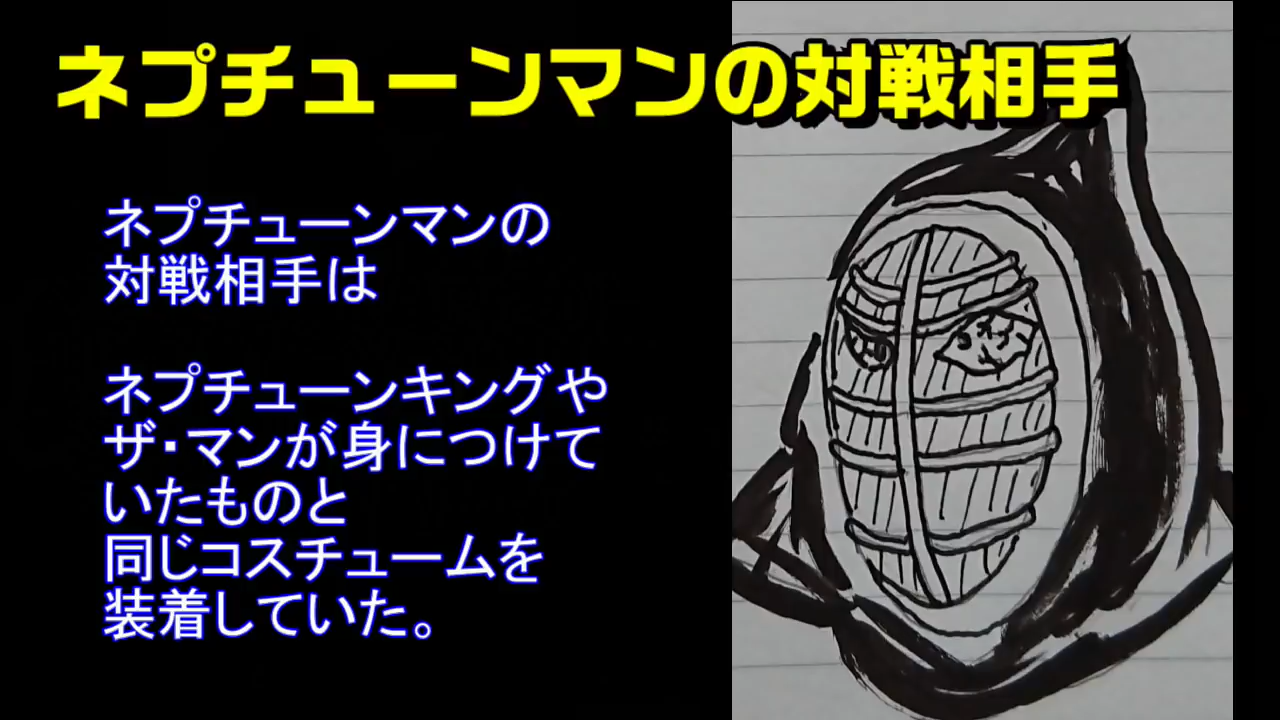 ネプチューンマンの対戦相手
ネプチューンマンの
対戦相手は
ネプチューンキングや
ザ・マンが身につけて
いたものと
同じコスチュームを
装着していた。